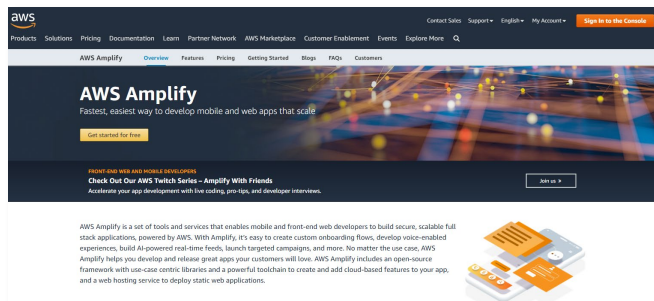 aws
Contact Sales Support English My Account Sign In to the Console
Products Solutions Pricing Documentation Learn Partner Network AWS Marketplace Customer Enablement Events Explore More
AWS Amplify Overview Features Pricing Getting Started Blogs FAQs Customers
AWS Amplify
Fastest, easiest way to develop mobile and web apps that scale
Get started for free
FRONT-END WEB AND MOBILE DEVELOPERS
Check Out Our AWS Twitch Series – Amplify With Friends
Accelerate your app development with live coding, pro-tips, and developer interviews.
Join us »
AWS Amplify is a set of tools and services that enables mobile and front-end web developers to build secure, scalable full
stack applications, powered by AWS. With Amplify, it's easy to create custom onboarding flows, develop voice-enabled
experiences, build AI-powered real-time feeds, launch targeted campaigns, and more. No matter the use case, AWS
Amplify helps you develop and release great apps your customers will love. AWS Amplify includes an open-source
framework with use-case centric libraries and a powerful toolchain to create and add cloud-based features to your app,
and a web hosting service to deploy static web applications.